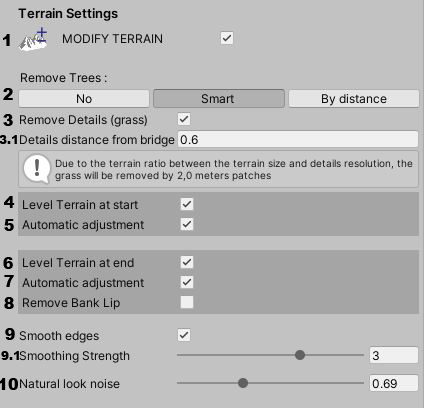 Terrain Settings
1 MODIFY TERRAIN
Remove Trees :
2 No Smart By distance
3 Remove Details (grass)
3.1 Details distance from bridge 0.6
Due to the terrain ratio between the terrain size and details resolution, the
grass will be removed by 2,0 meters patches
4 Level Terrain at start
5 Automatic adjustment
6 Level Terrain at end
7 Automatic adjustment
8 Remove Bank Lip
9 Smooth edges
9.1 Smoothing Strength 3
10 Natural look noise 0.69